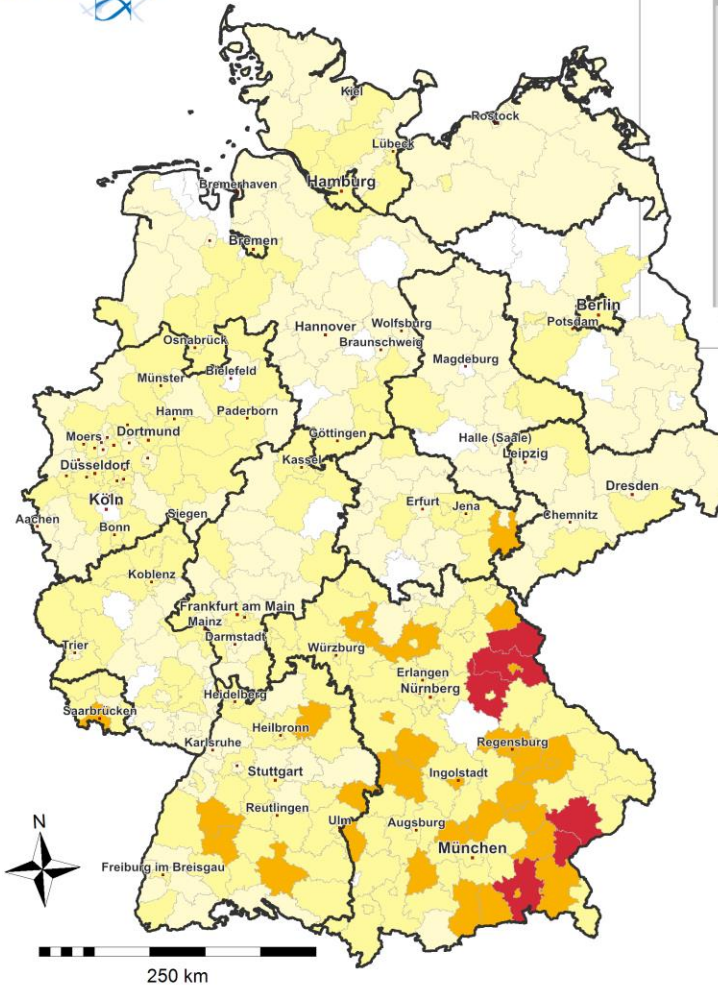 Kiel
Rostock
Lübeck
Bremerhaven
Hamburg
Bremen
Berlin
Potsdam
Hannover
Wolfsburg
Braunschweig
Osnabrück
Bielefeld
Magdeburg
Münster
Hamm
Paderborn
Moers
Dortmund
Göttingen
Halle (Saale)
Leipzig
Düsseldorf
Kassel
Dresden
Köln
Erfurt
Jena
Aachen
Siegen
Chemnitz
Bonn
Koblenz
Frankfurt am Main
Mainz
Darmstadt
Würzburg
Trier
Erlangen
Nürnberg
Heidelberg
Saarbrücken
Heilbronn
Karlsruhe
Regensburg
Stuttgart
Ingolstadt
Reutlingen
Ulm
Augsburg
N
München
Freiburg im Breisgau
250 km